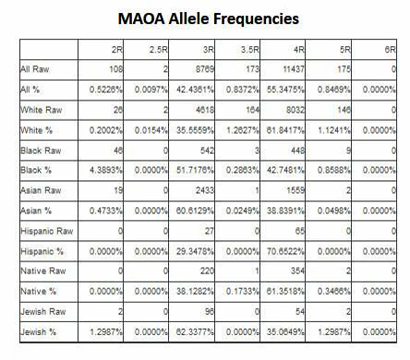 MAOA Allele Frequencies
2R 2.5R 3R 3.5R 4R 5R 6R
All Raw 108 2 8769 173 11437 175 0
All % 0.5226% 0.0097% 42.4361% 0.8372% 55.3475% 0.8469% 0.0000%
White Raw 26 2 4618 164 8032 146 0
White % 0.2002% 0.0154% 35.5559% 1.2627% 61.8417% 1.1241% 0.0000%
Black Raw 46 0 542 3 448 9 0
Black % 4.3893% 0.0000% 51.7176% 0.2863% 42.7481% 0.8588% 0.0000%
Asian Raw 19 0 2433 1 1559 2 0
Asian % 0.4733% 0.0000% 60.6129% 0.0249% 38.8391% 0.0498% 0.0000%
Hispanic Raw 0 0 27 0 65 0 0
Hispanic % 0.0000% 0.0000% 29.3478% 0.0000% 70.6522% 0.0000% 0.0000%
Native Raw 0 0 220 1 354 2 0
Native % 0.0000% 0.0000% 38.1282% 0.1733% 61.3518% 0.3466% 0.0000%
Jewish Raw 2 0 96 0 54 2 0
Jewish % 1.2987% 0.0000% 62.3377% 0.0000% 35.0649% 1.2987% 0.0000%